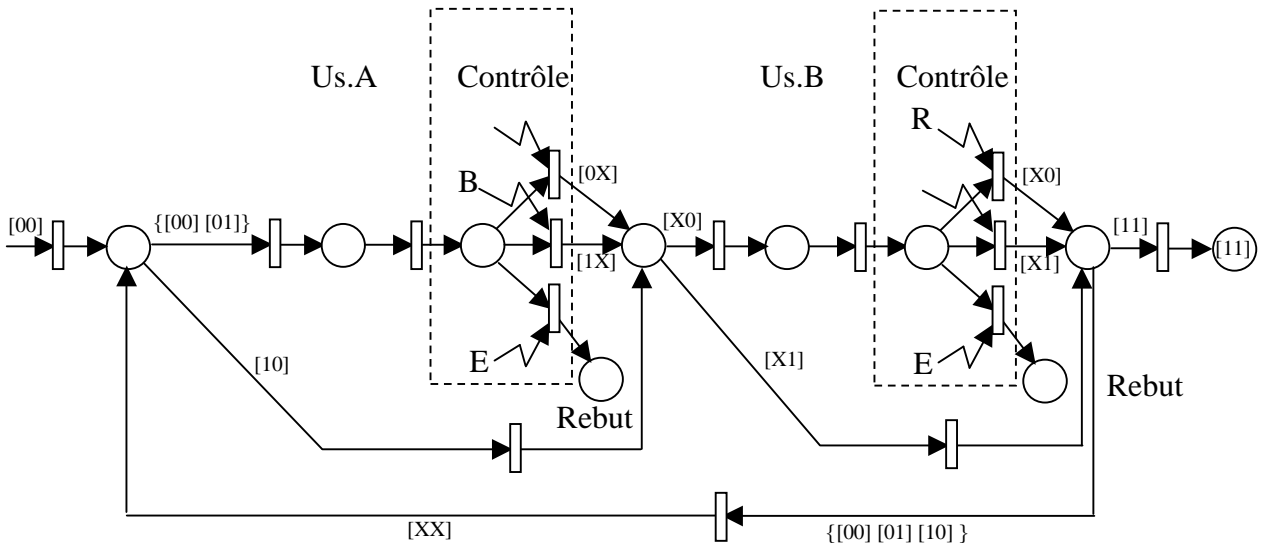 Us.A
Contrôle
Us.B
Contrôle
R
B
[0X]
[X0]
[00]
{[00] [01]}
[X0]
[11]
[11]
[1X]
[X1]
[10]
E
[X1]
E
Rebut
Rebut
[XX]
{[00] [01] [10] }